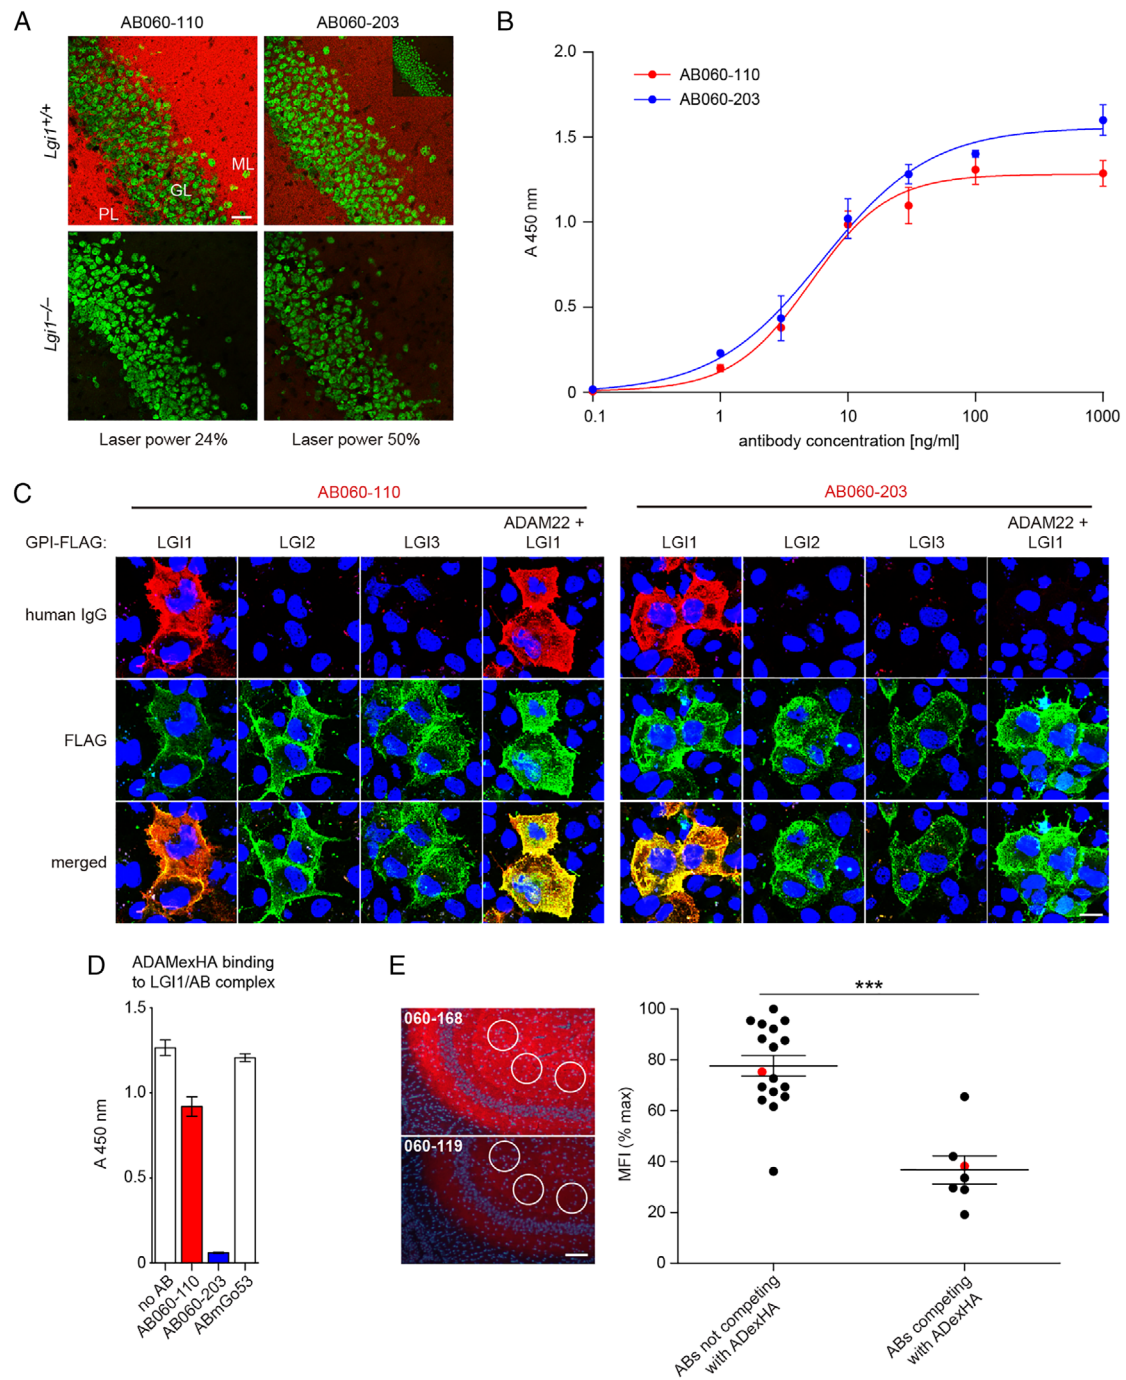 A
AB060-110
AB060-203
Lgi1+/+
ML
GL
PL
Lgi1–/–
Laser power 24%
Laser power 50%
B
2.0
1.5
1.0
0.5
0
A 450 nm
AB060-110
AB060-203
0.1
1
10
100
1000
antibody concentration [ng/ml]
C
AB060-110
AB060-203
GPI-FLAG:
LGI1
LGI2
LGI3
ADAM22 +
LGI1
LGI1
LGI2
LGI3
ADAM22 +
LGI1
human IgG
FLAG
merged
D
ADAMexHA binding
to LGI1/AB complex
1.5
1.0
0.5
0
A 450 nm
no AB
AB060-110
AB060-203
ABmGo53
E
060-168
060-119
***
100
80
60
40
20
0
MFI (% max)
ABs not competing
with ADexHA
ABs competing
with ADexHA